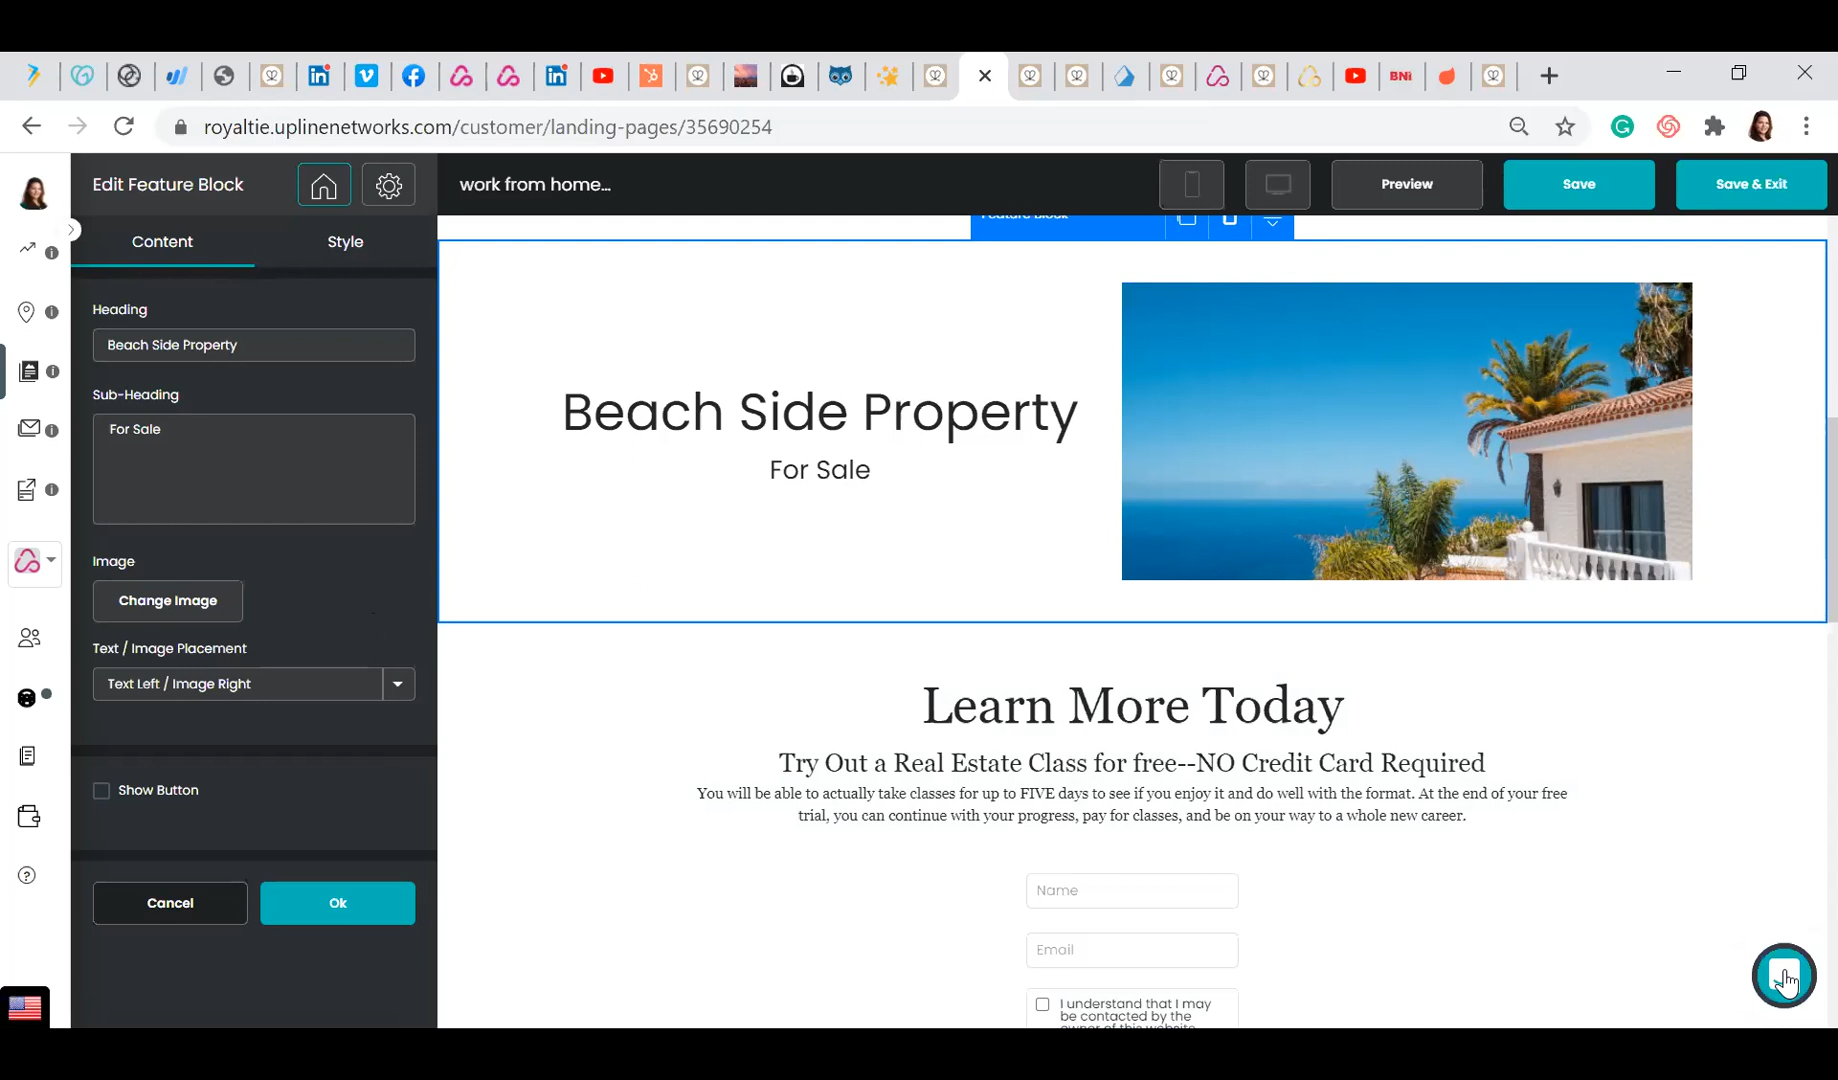 BNi
royaltie.uplinenetworks.com/customer/landing-pages/35690254
Edit Feature Block
work from home...
Preview
Save
Save & Exit
Content
Style
Feature Block
Heading
Beach Side Property
Sub-Heading
For Sale
Image
Change Image
Text / Image Placement
Text Left / Image Right
Show Button
Cancel
Ok
Beach Side Property
For Sale
Learn More Today
Try Out a Real Estate Class for free--NO Credit Card Required
You will be able to actually take classes for up to FIVE days to see if you enjoy it and do well with the format. At the end of your free
trial, you can continue with your progress, pay for classes, and be on your way to a whole new career.
Name
Email
I understand that I may
be contacted by the
owner of this website